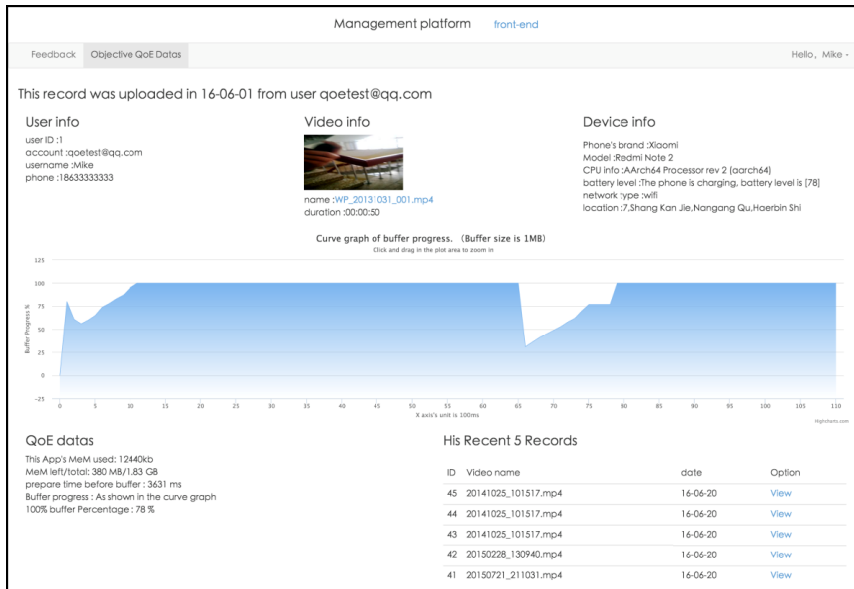 Management platform front-end
Feedback Objective QoE Datas Hello, Mike
This record was uploaded in 16-06-01 from user qoetest@qq.com
User info
user ID :1
account :qoetest@qq.com
username :Mike
phone :18633333333
Video info
name :WP_20131031_001.mp4
duration :00:00:50
Device info
Phone's brand :Xiaomi
Model :Redmi Note 2
CPU info :AArch64 Processor rev 2 (aarch64)
battery level :The phone is charging, battery level is [78]
network type :wifi
location :7,Shang Kan Jie,Nangang Qu,Haerbin Shi
Curve graph of buffer progress. (Buffer size is 1MB)
Click and drag in the plot area to zoom in
Buffer Progress %
125
100
75
50
25
0
-25
0 5 10 15 20 25 30 35 40 45 50 55 60 65 70 75 80 85 90 95 100 105 110
X axis's unit is 100ms
Highcharts.com
QoE datas
This App's MeM used: 12440kb
MeM left/total: 380 MB/1.83 GB
prepare time before buffer : 3631 ms
Buffer progress : As shown in the curve graph
100% buffer Percentage : 78 %
His Recent 5 Records
ID Video name date Option
45 20141025_101517.mp4 16-06-20 View
44 20141025_101517.mp4 16-06-20 View
43 20141025_101517.mp4 16-06-20 View
42 20150228_130940.mp4 16-06-20 View
41 20150721_211031.mp4 16-06-20 View